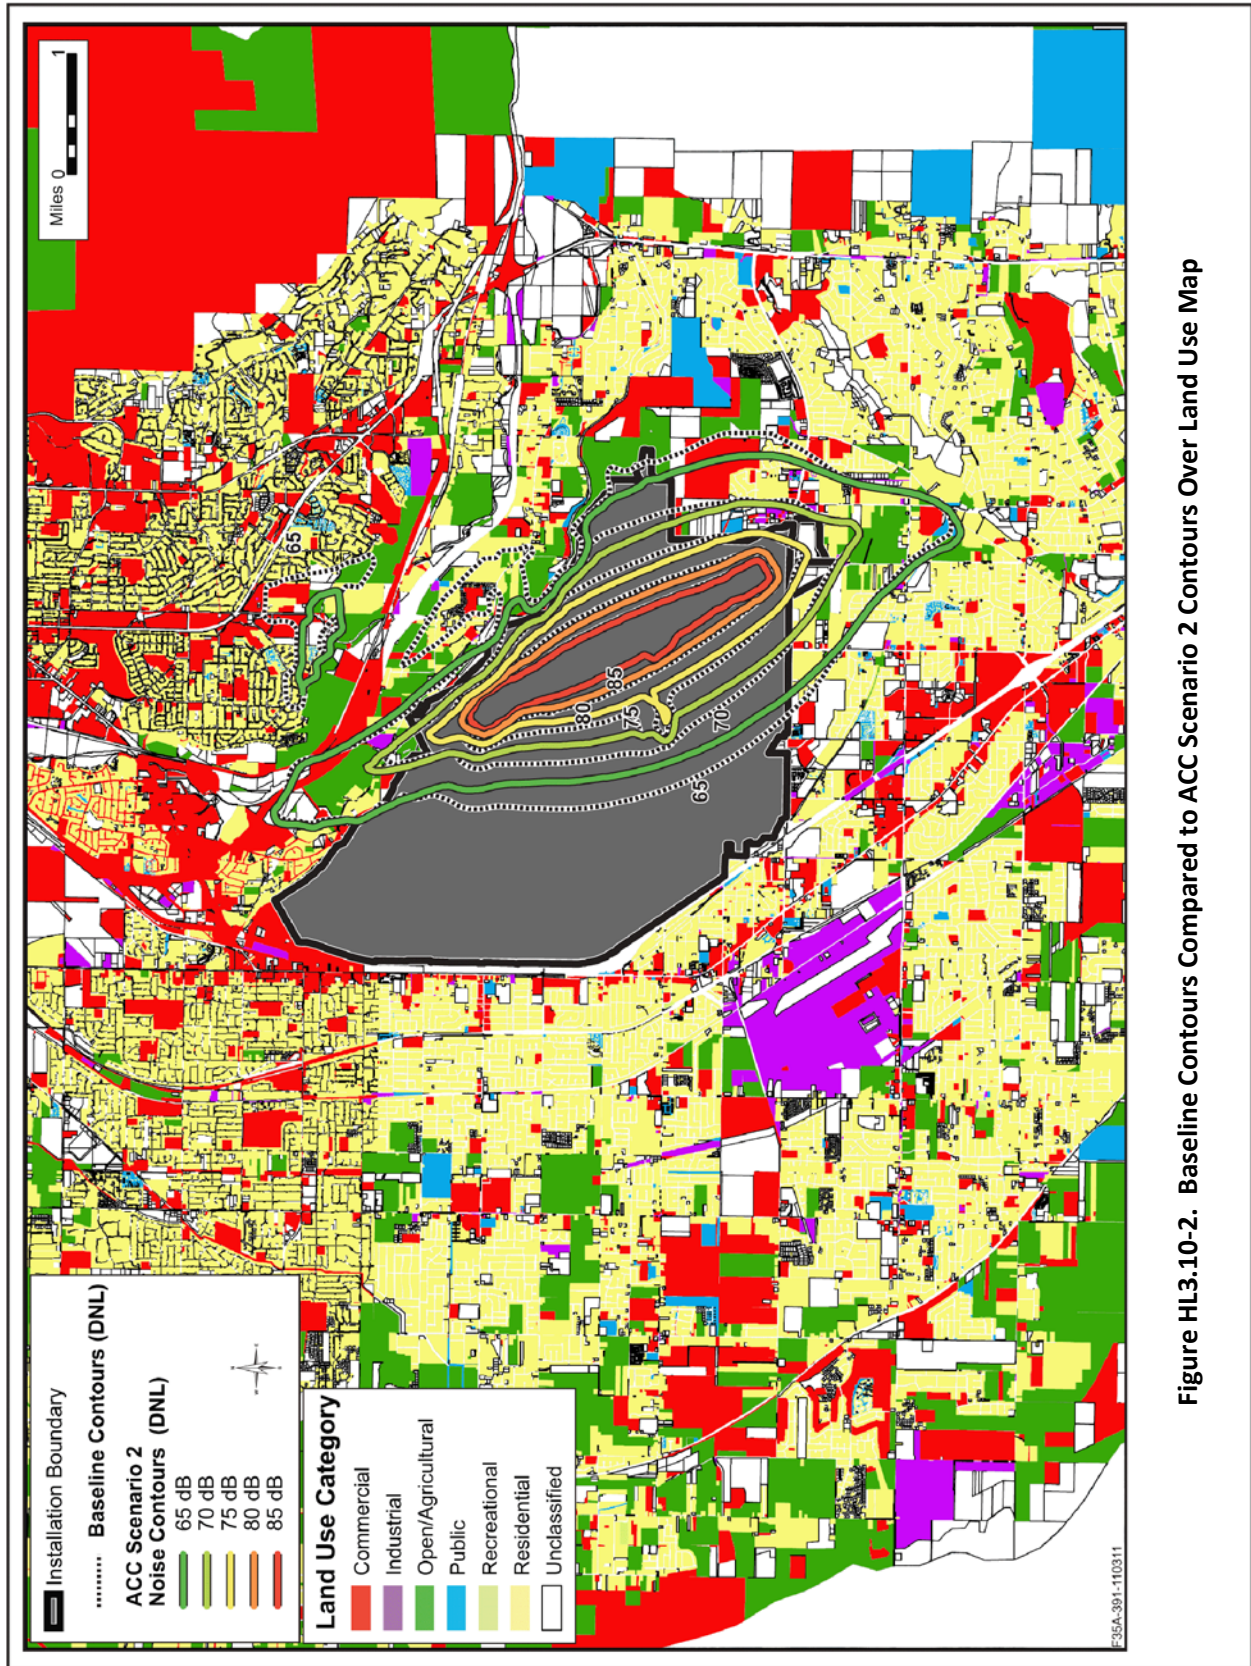 Installation Boundary
Baseline Contours (DNL)
ACC Scenario 2
Noise Contours (DNL)
65 dB
70 dB
75 dB
80 dB
85 dB
Land Use Category
Commercial
Industrial
Open/Agricultural
Public
Recreational
Residential
Unclassified
Miles 0 1
65
85
80
75
70
65
F35A-391-110311
Figure HL3.10-2. Baseline Contours Compared to ACC Scenario 2 Contours Over Land Use Map